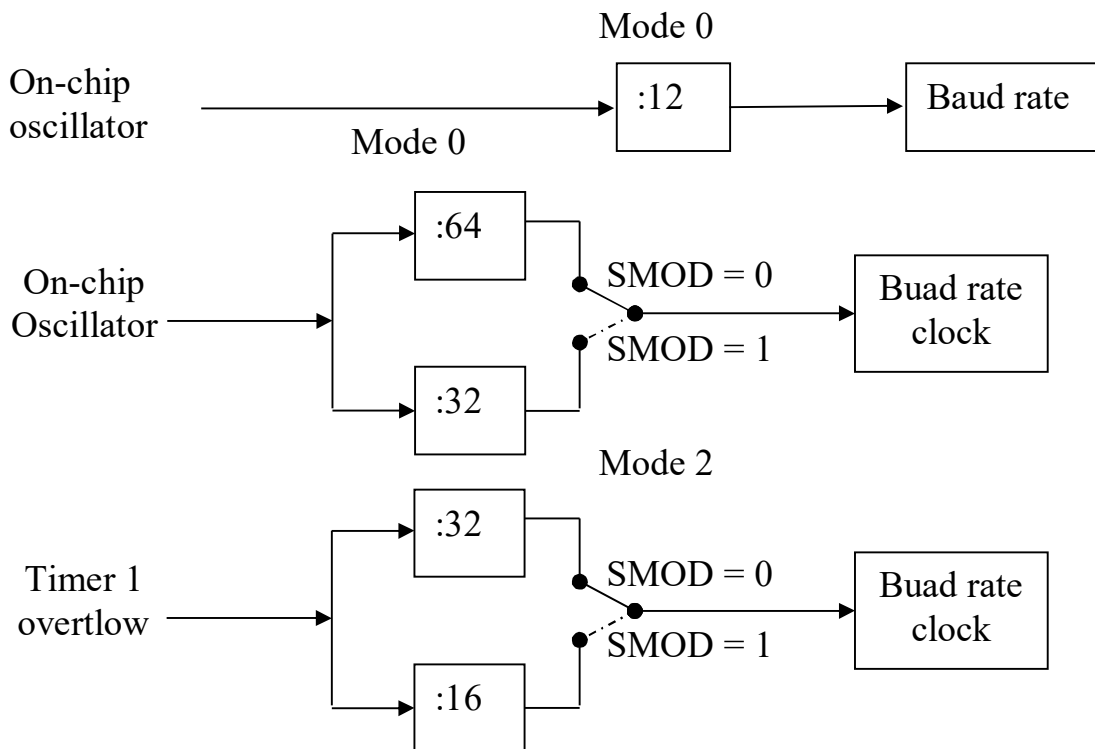 Mode 0
On-chip
oscillator
:12
Baud rate
Mode 0
:64
On-chip
Oscillator
SMOD = 0
SMOD = 1
Buad rate
clock
:32
Mode 2
:32
Timer 1
overtlow
SMOD = 0
SMOD = 1
Buad rate
clock
:16